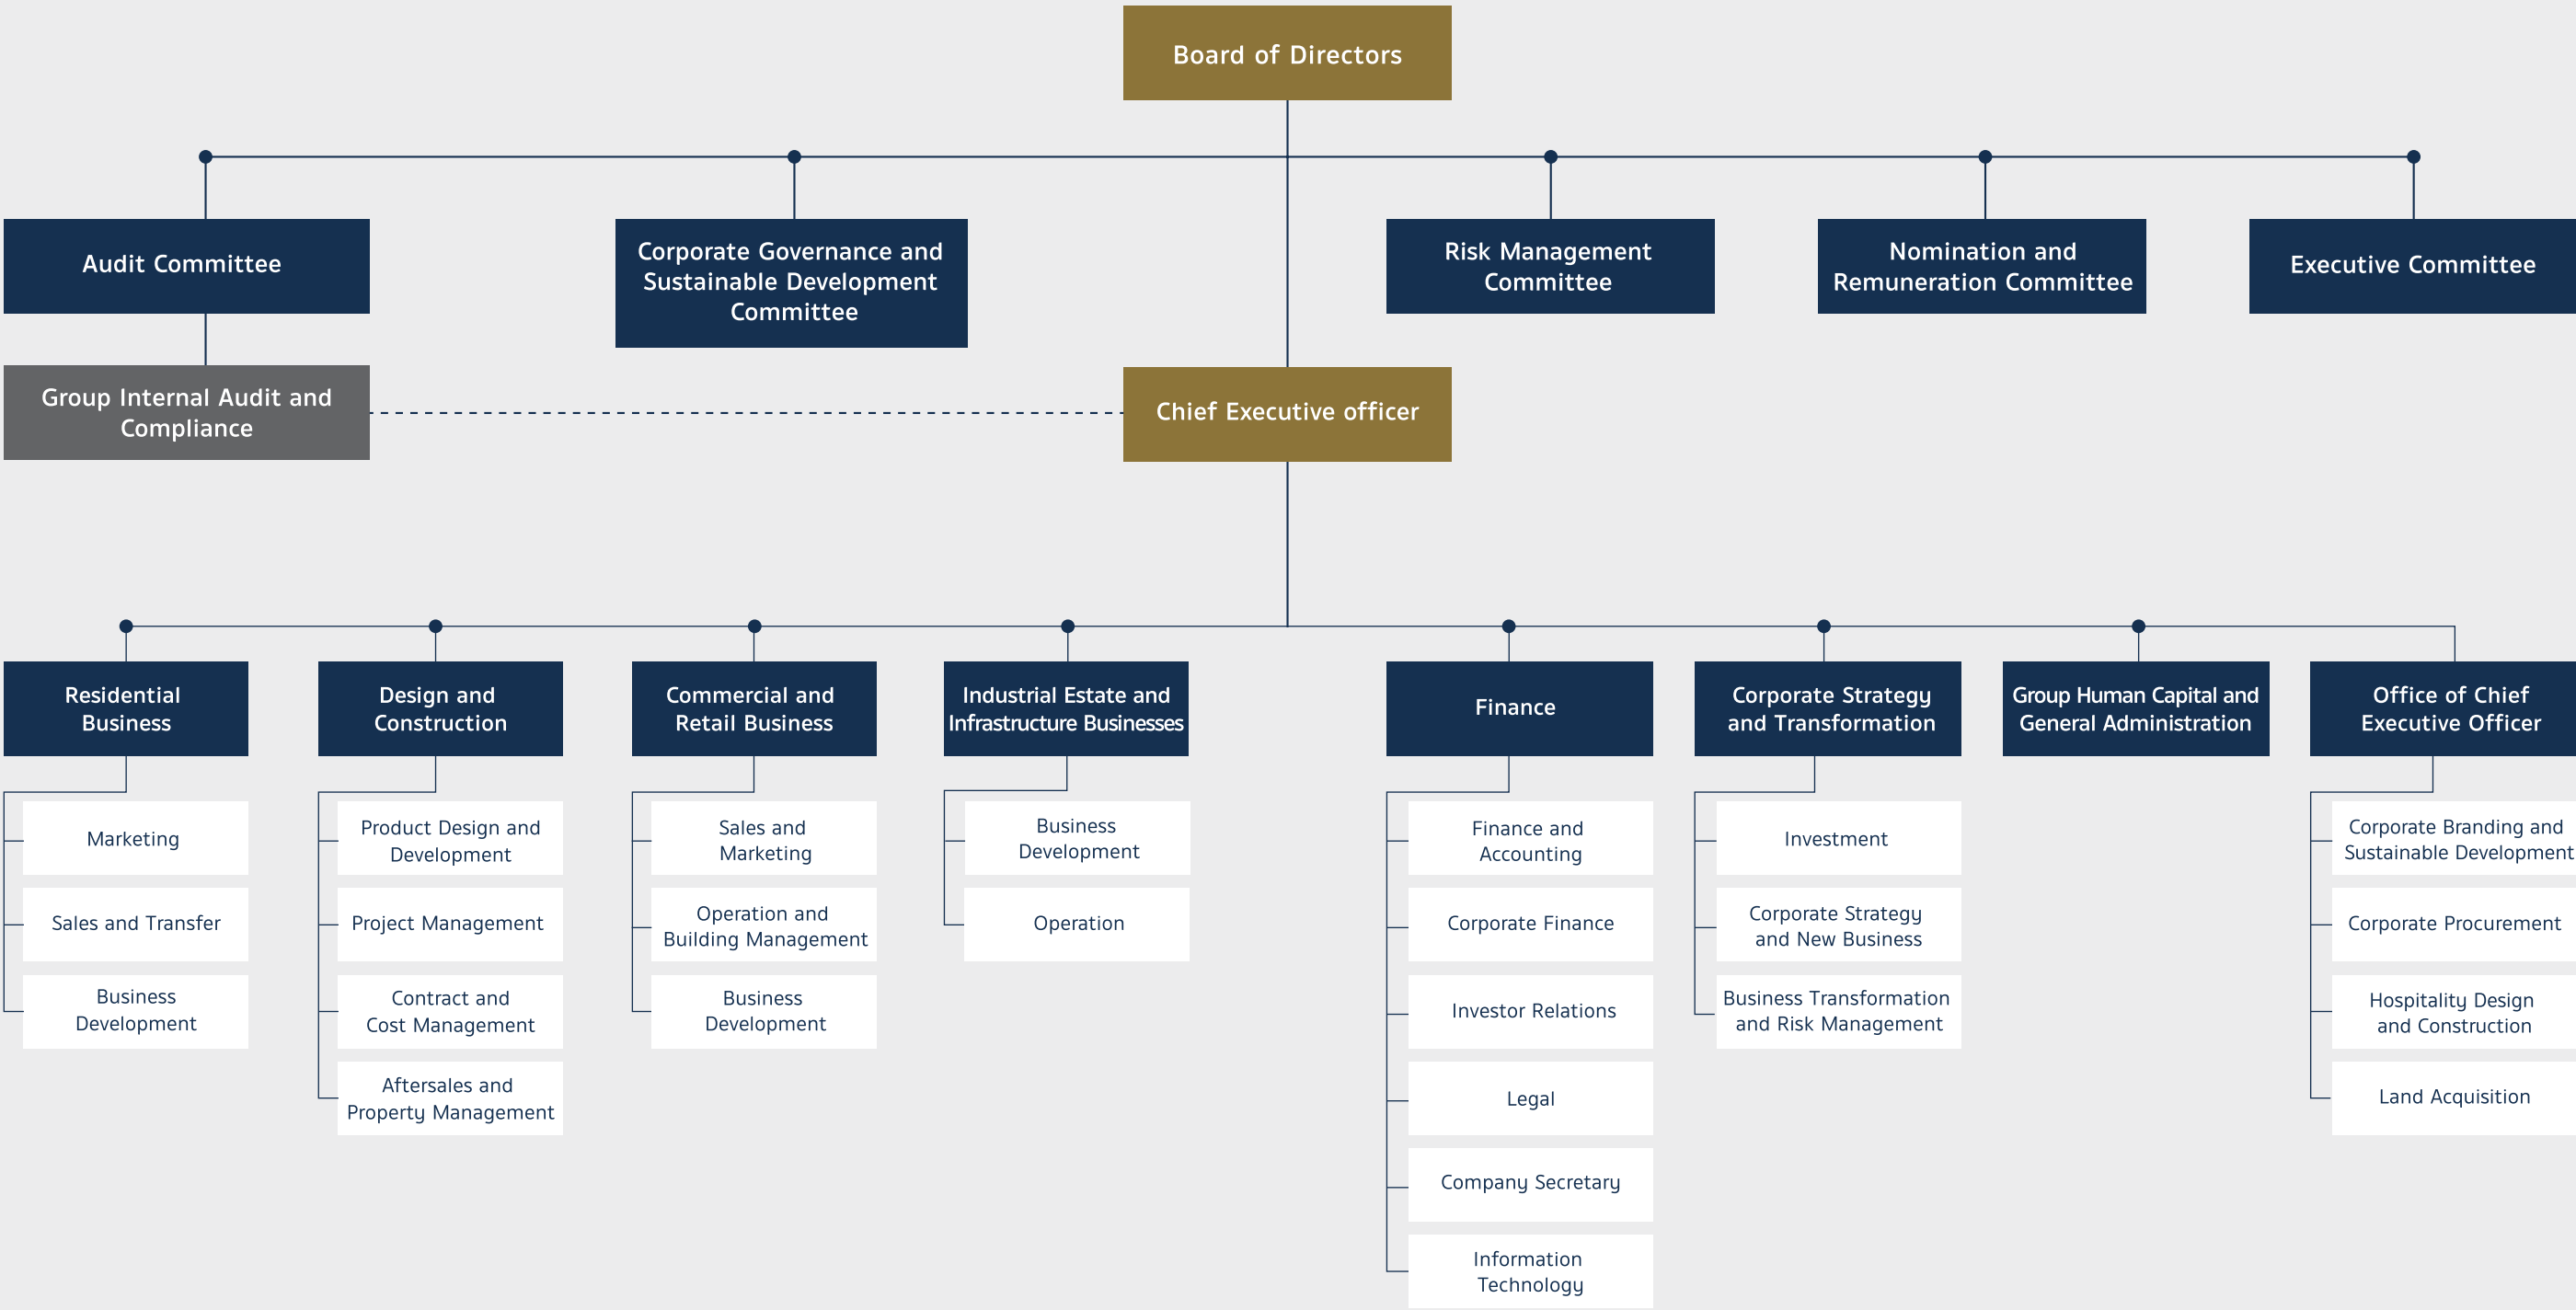 Board of Directors
Audit Committee
Corporate Governance and
Sustainable Development
Committee
Risk Management
Committee
Nomination and
Remuneration Committee
Executive Committee
Group Internal Audit and
Compliance
Chief Executive officer
Residential
Business
Design and
Construction
Commercial and
Retail Business
Industrial Estate and
Infrastructure Businesses
Finance
Corporate Strategy
and Transformation
Group Human Capital and
General Administration
Office of Chief
Executive Officer
Marketing
Sales and Transfer
Business
Development
Product Design and
Development
Project Management
Contract and
Cost Management
Aftersales and
Property Management
Sales and
Marketing
Operation and
Building Management
Business
Development
Business
Development
Operation
Finance and
Accounting
Corporate Finance
Investor Relations
Legal
Company Secretary
Information
Technology
Investment
Corporate Strategy
and New Business
Business Transformation
and Risk Management
Corporate Branding and
Sustainable Development
Corporate Procurement
Hospitality Design
and Construction
Land Acquisition